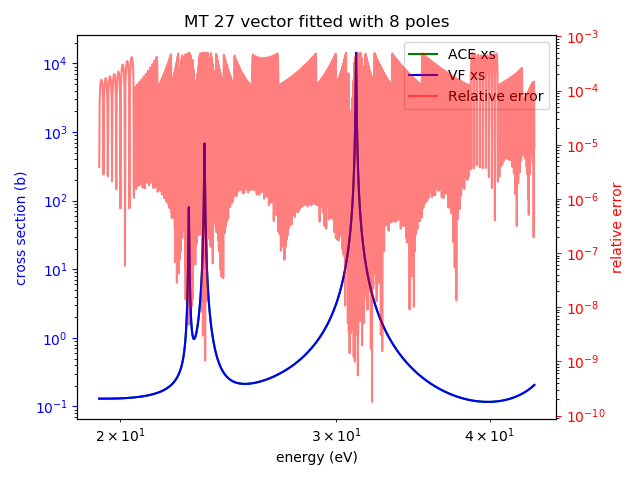 MT 27 vector fitted with 8 poles
ACE xs
VF xs
Relative error
cross section (b)
10^4
10^3
10^2
10^1
10^0
10^−1
relative error
10^−3
10^−4
10^−5
10^−6
10^−7
10^−8
10^−9
10^−10
2 × 10^1 3 × 10^1 4 × 10^1
energy (eV)